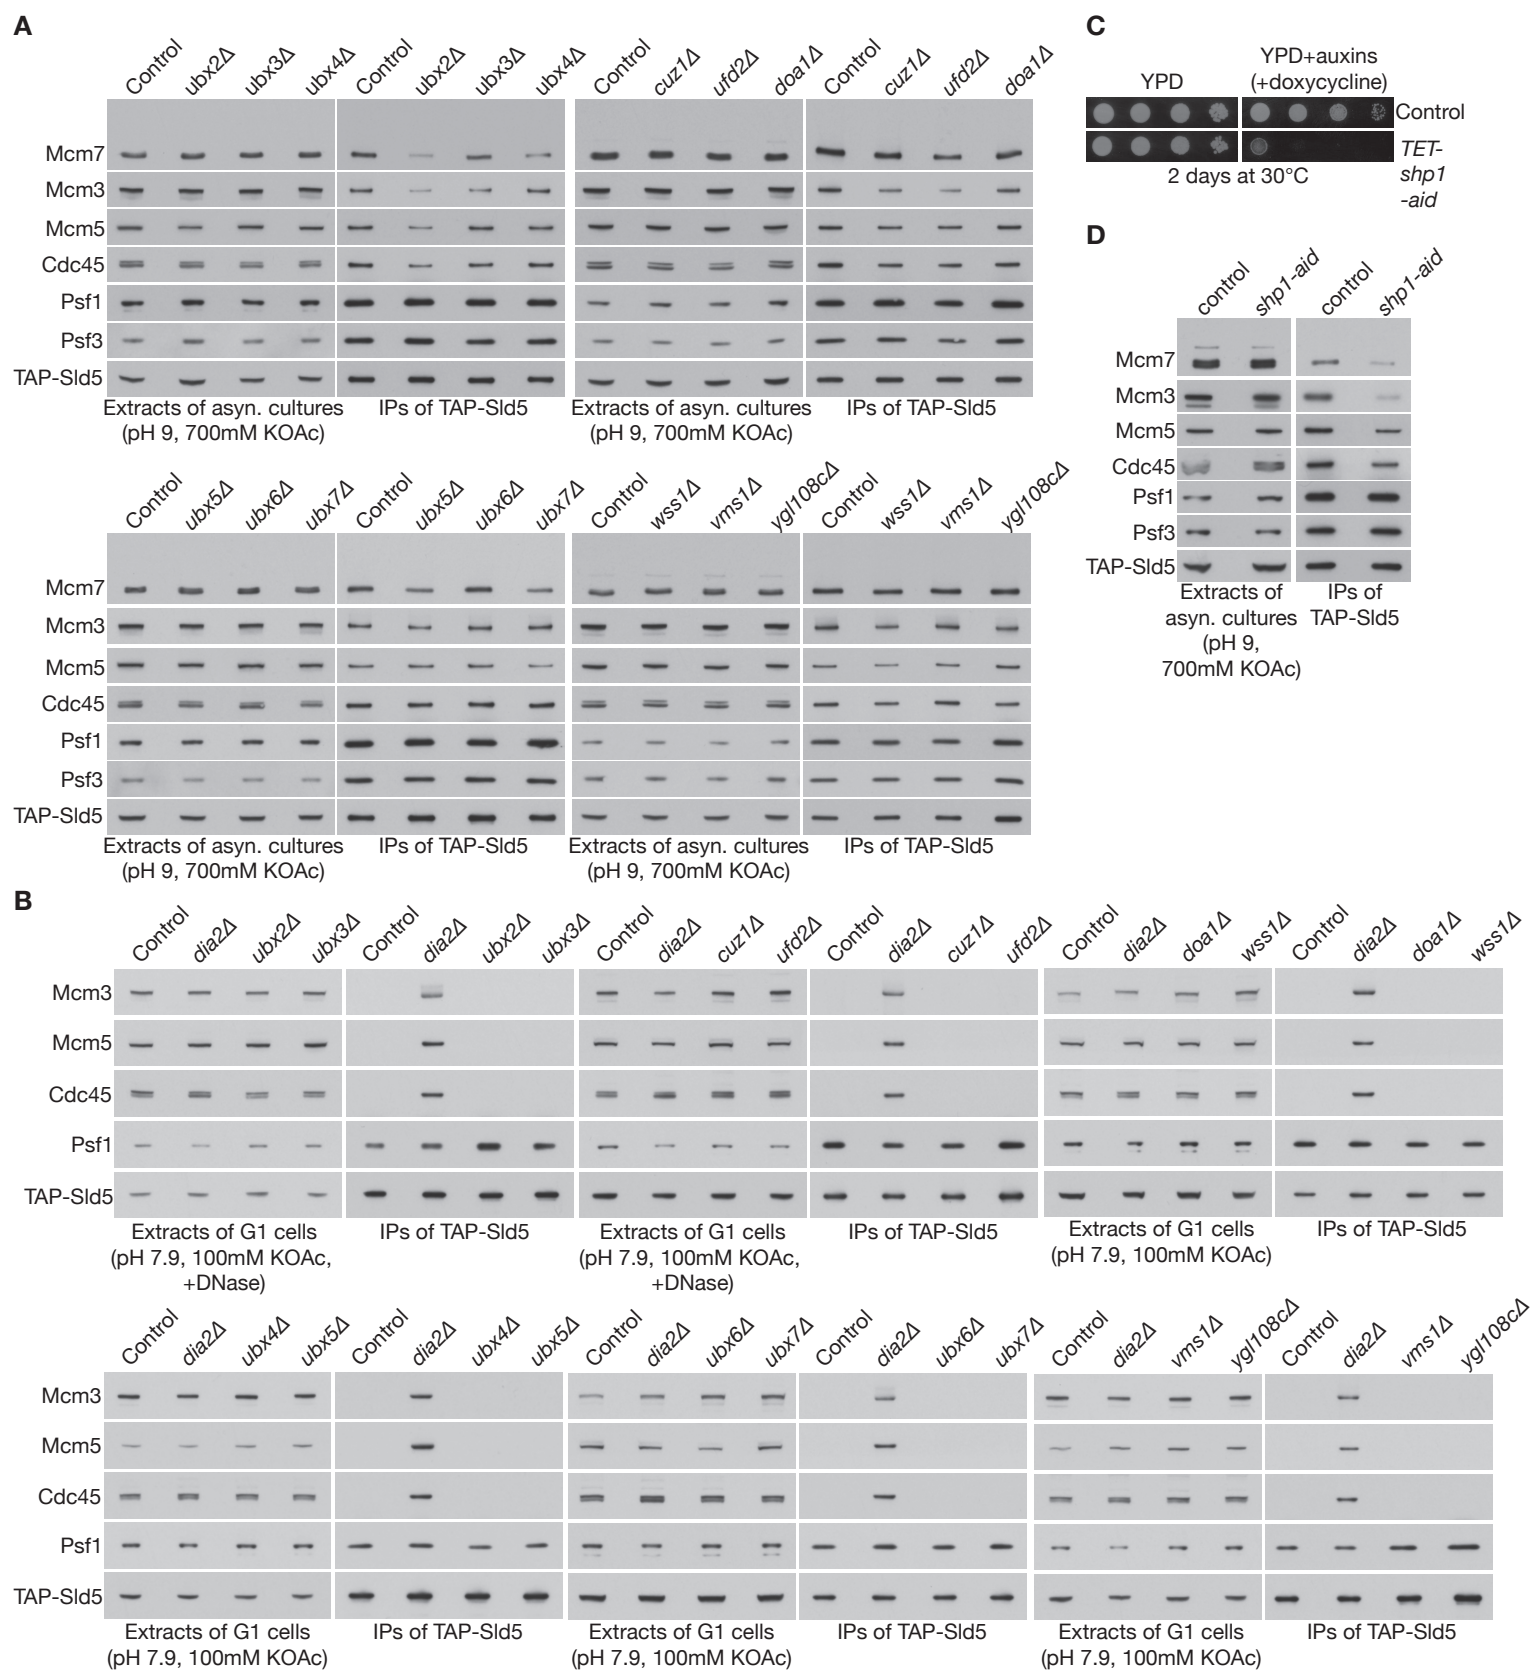 A
Control ubx2Δ ubx3Δ ubx4Δ Control ubx2Δ ubx3Δ ubx4Δ Control cuz1Δ ufd2Δ doa1Δ Control cuz1Δ ufd2Δ doa1Δ
Mcm7
Mcm3
Mcm5
Cdc45
Psf1
Psf3
TAP-Sld5
Extracts of asyn. cultures IPs of TAP-Sld5 Extracts of asyn. cultures IPs of TAP-Sld5
(pH 9, 700mM KOAc) (pH 9, 700mM KOAc)
Control ubx5Δ ubx6Δ ubx7Δ Control ubx5Δ ubx6Δ ubx7Δ Control wss1Δ vms1Δ ygl108cΔ Control wss1Δ vms1Δ ygl108cΔ
Mcm7
Mcm3
Mcm5
Cdc45
Psf1
Psf3
TAP-Sld5
Extracts of asyn. cultures IPs of TAP-Sld5 Extracts of asyn. cultures IPs of TAP-Sld5
(pH 9, 700mM KOAc) (pH 9, 700mM KOAc)
C
YPD+auxins
YPD (+doxycycline)
Control
TET-
shp1
-aid
2 days at 30°C
D
control shp1-aid control shp1-aid
Mcm7
Mcm3
Mcm5
Cdc45
Psf1
Psf3
TAP-Sld5
Extracts of IPs of
asyn. cultures TAP-Sld5
(pH 9,
700mM KOAc)
B
Control dia2Δ ubx2Δ ubx3Δ Control dia2Δ ubx2Δ ubx3Δ Control dia2Δ cuz1Δ ufd2Δ Control dia2Δ cuz1Δ ufd2Δ Control dia2Δ doa1Δ wss1Δ Control dia2Δ doa1Δ wss1Δ
Mcm3
Mcm5
Cdc45
Psf1
TAP-Sld5
Extracts of G1 cells IPs of TAP-Sld5 Extracts of G1 cells IPs of TAP-Sld5 Extracts of G1 cells IPs of TAP-Sld5
(pH 7.9, 100mM KOAc, (pH 7.9, 100mM KOAc, (pH 7.9, 100mM KOAc)
+DNase) +DNase)
Control dia2Δ ubx4Δ ubx5Δ Control dia2Δ ubx4Δ ubx5Δ Control dia2Δ ubx6Δ ubx7Δ Control dia2Δ ubx6Δ ubx7Δ Control dia2Δ vms1Δ ygl108cΔ Control dia2Δ vms1Δ ygl108cΔ
Mcm3
Mcm5
Cdc45
Psf1
TAP-Sld5
Extracts of G1 cells IPs of TAP-Sld5 Extracts of G1 cells IPs of TAP-Sld5 Extracts of G1 cells IPs of TAP-Sld5
(pH 7.9, 100mM KOAc) (pH 7.9, 100mM KOAc) (pH 7.9, 100mM KOAc)